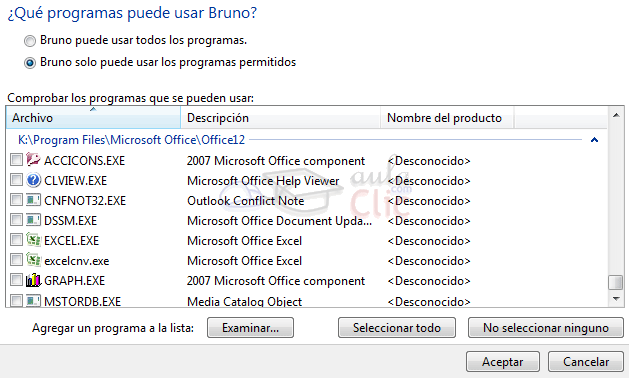 ¿Qué programas puede usar Bruno?
Bruno puede usar todos los programas.
Bruno solo puede usar los programas permitidos
Comprobar los programas que se pueden usar:
Archivo Descripción Nombre del producto
K:\Program Files\Microsoft Office\Office12
ACCICONS.EXE 2007 Microsoft Office component <Desconocido>
CLVIEW.EXE Microsoft Office Help Viewer <Desconocido>
CNFNOT32.EXE Outlook Conflict Note <Desconocido>
DSSM.EXE Microsoft Office Document Upda... <Desconocido>
EXCEL.EXE Microsoft Office Excel <Desconocido>
excelcnv.exe Microsoft Office Excel <Desconocido>
GRAPH.EXE 2007 Microsoft Office component <Desconocido>
MSTORDB.EXE Media Catalog Object <Desconocido>
aula
.com
Clic
Agregar un programa a la lista: Examinar... Seleccionar todo No seleccionar ninguno
Aceptar Cancelar